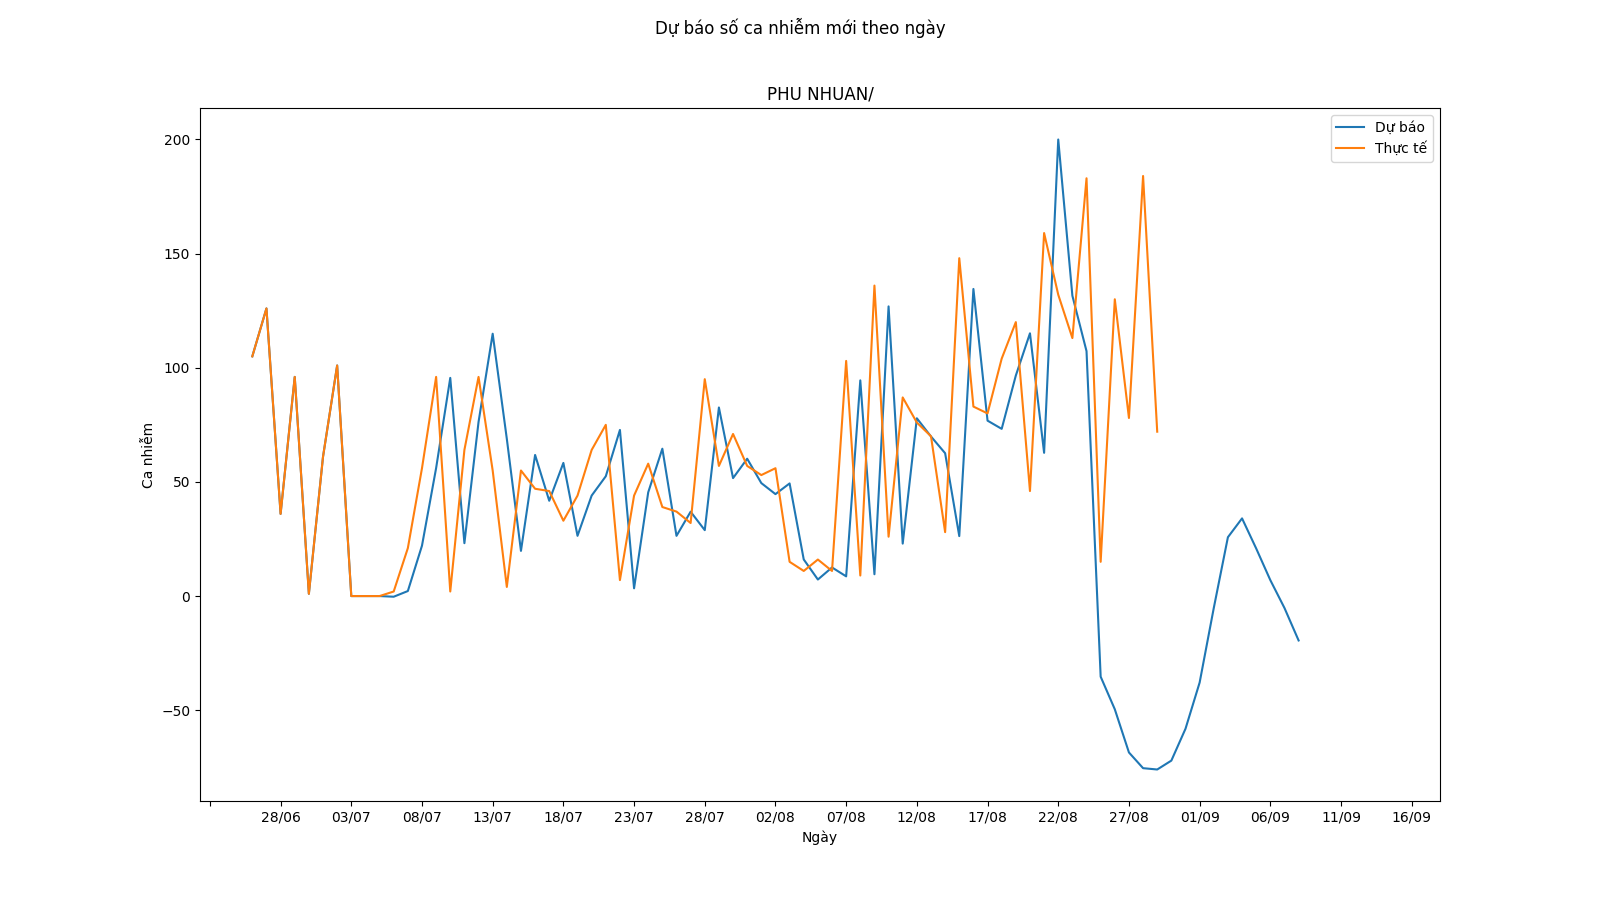 Dự báo số ca nhiễm mới theo ngày
PHU NHUAN/
Dự báo
Thực tế
Ca nhiễm
200
150
100
50
0
−50
28/06 03/07 08/07 13/07 18/07 23/07 28/07 02/08 07/08 12/08 17/08 22/08 27/08 01/09 06/09 11/09 16/09
Ngày